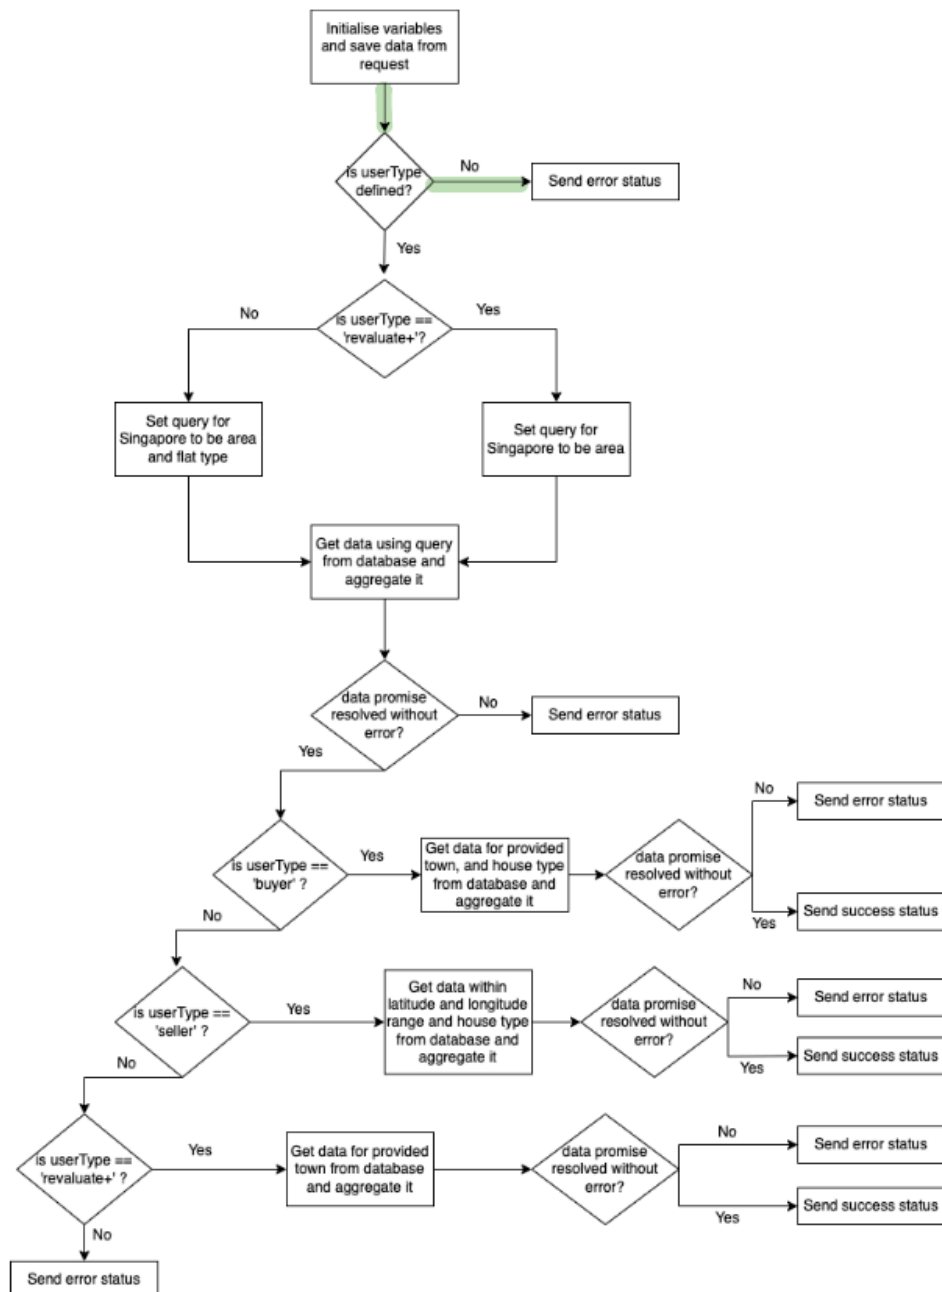 Initialise variables
and save data from
request
is userType
defined?
No
Send error status
Yes
is userType ==
'revaluate+'?
No
Yes
Set query for
Singapore to be area
and flat type
Set query for
Singapore to be area
Get data using query
from database and
aggregate it
data promise
resolved without
error?
No
Send error status
Yes
is userType ==
'buyer' ?
Yes
Get data for provided
town, and house type
from database and
aggregate it
data promise
resolved without
error?
No
Send error status
Yes
Send success status
No
is userType ==
'seller' ?
Yes
Get data within
latitude and longitude
range and house type
from database and
aggregate it
data promise
resolved without
error?
No
Send error status
Yes
Send success status
No
is userType ==
'revaluate+' ?
Yes
Get data for provided
town from database
and aggregate it
data promise
resolved without
error?
No
Send error status
Yes
Send success status
No
Send error status